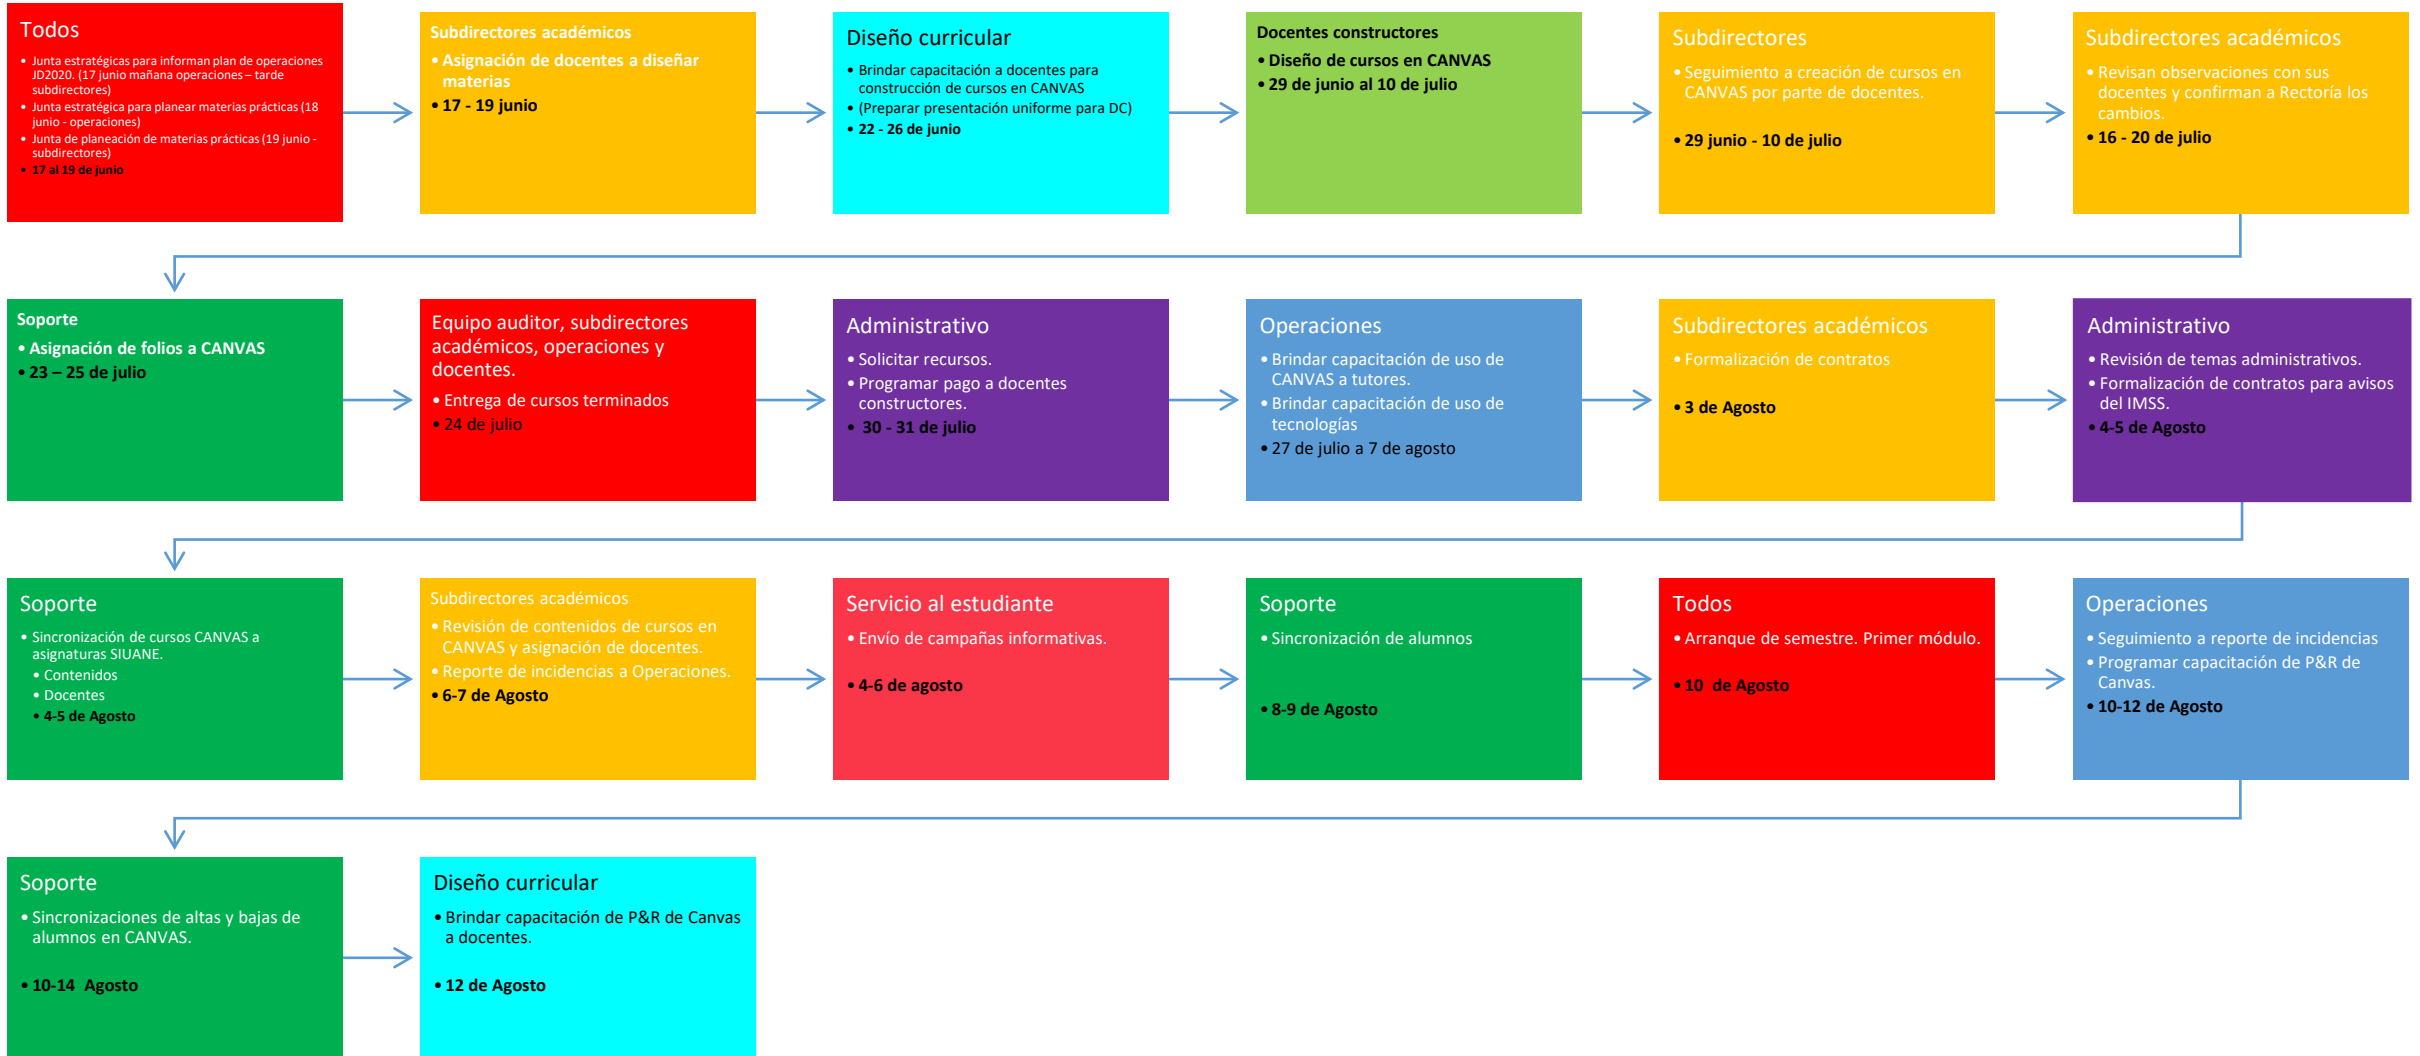 Todos
• Junta estratégicas para informan plan de operaciones
JD2020. (17 junio mañana operaciones – tarde
subdirectores)
• Junta estratégica para planear materias prácticas (18
junio - operaciones)
• Junta de planeación de materias prácticas (19 junio -
subdirectores)
• 17 al 19 de junio
Subdirectores académicos
• Asignación de docentes a diseñar
materias
• 17 - 19 junio
Diseño curricular
• Brindar capacitación a docentes para
construcción de cursos en CANVAS
• (Preparar presentación uniforme para DC)
• 22 - 26 de junio
Docentes constructores
• Diseño de cursos en CANVAS
• 29 de junio al 10 de julio
Subdirectores
• Seguimiento a creación de cursos en
CANVAS por parte de docentes.
• 29 junio - 10 de julio
Subdirectores académicos
• Revisan observaciones con sus
docentes y confirman a Rectoría los
cambios.
• 16 - 20 de julio
Soporte
• Asignación de folios a CANVAS
• 23 – 25 de julio
Equipo auditor, subdirectores
académicos, operaciones y
docentes.
• Entrega de cursos terminados
• 24 de julio
Administrativo
• Solicitar recursos.
• Programar pago a docentes
constructores.
• 30 - 31 de julio
Operaciones
• Brindar capacitación de uso de
CANVAS a tutores.
• Brindar capacitación de uso de
tecnologías
• 27 de julio a 7 de agosto
Subdirectores académicos
• Formalización de contratos
• 3 de Agosto
Administrativo
• Revisión de temas administrativos.
• Formalización de contratos para avisos
del IMSS.
• 4-5 de Agosto
Soporte
• Sincronización de cursos CANVAS a
asignaturas SIUANE.
• Contenidos
• Docentes
• 4-5 de Agosto
Subdirectores académicos
• Revisión de contenidos de cursos en
CANVAS y asignación de docentes.
• Reporte de incidencias a Operaciones.
• 6-7 de Agosto
Servicio al estudiante
• Envío de campañas informativas.
• 4-6 de agosto
Soporte
• Sincronización de alumnos
• 8-9 de Agosto
Todos
• Arranque de semestre. Primer módulo.
• 10 de Agosto
Operaciones
• Seguimiento a reporte de incidencias
• Programar capacitación de P&R de
Canvas.
• 10-12 de Agosto
Soporte
• Sincronizaciones de altas y bajas de
alumnos en CANVAS.
• 10-14 Agosto
Diseño curricular
• Brindar capacitación de P&R de Canvas
a docentes.
• 12 de Agosto